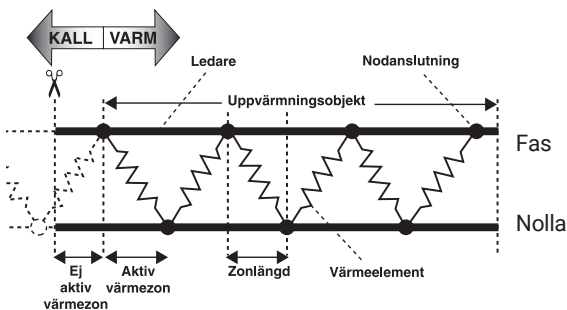 KALL VARM
Ledare
Nodanslutning
Uppvärmningsobjekt
Fas
Nolla
Ej
aktiv
värmezon
Aktiv
värmezon
Zonlängd
Värmeelement